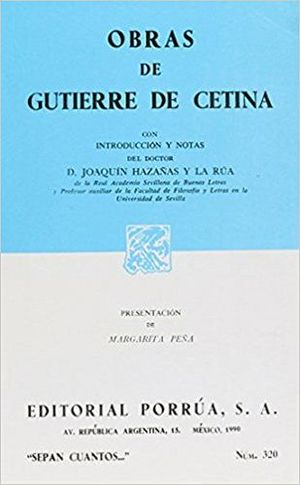 OBRAS
DE
GUTIERRE DE CETINA
CON
INTRODUCCIÓN Y NOTAS
DEL DOCTOR
D. JOAQUÍN HAZAÑAS Y LA RÚA
de la Real Academia Sevillana de Buenas Letras
y Profesor auxiliar de la Facultad de Filosofía y Letras en la
Universidad de Sevilla
PRESENTACIÓN
DE
MARGARITA PEÑA
EDITORIAL PORRÚA, S. A.
AV. REPÚBLICA ARGENTINA, 15. MÉXICO, 1990
"SEPAN CUANTOS..." NÚM. 320